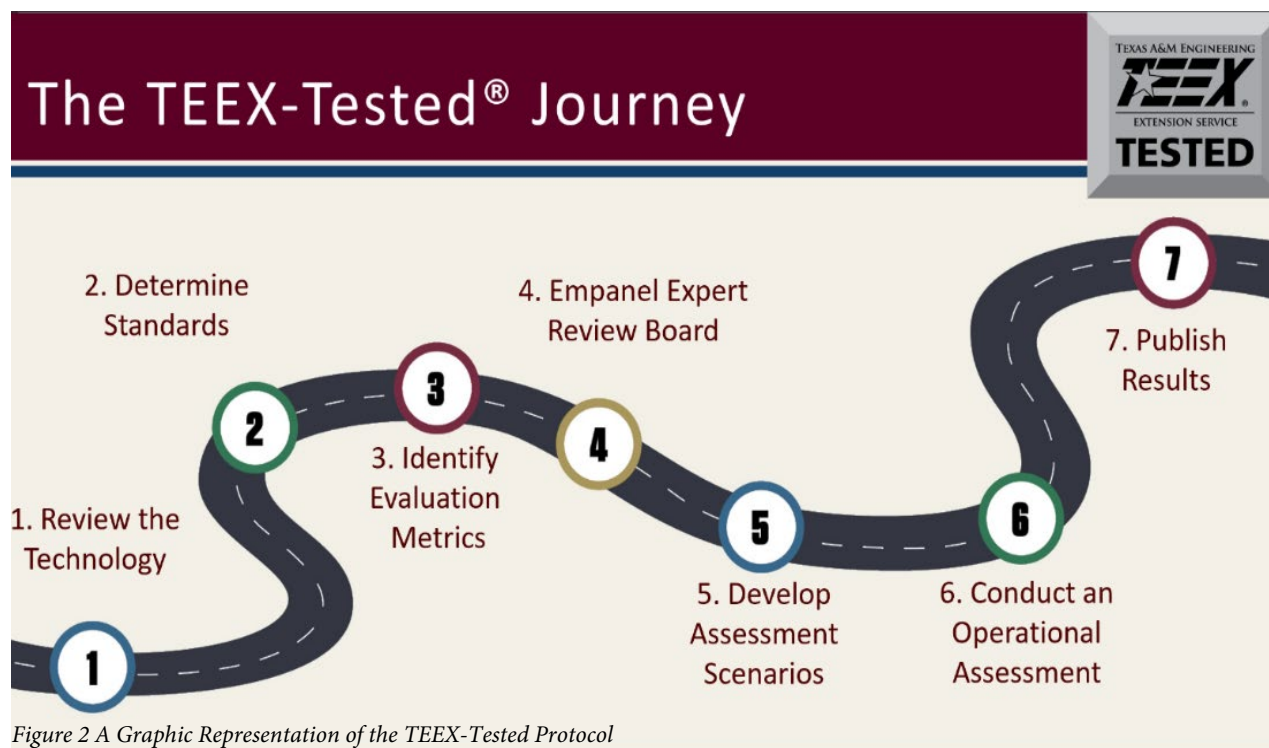 The TEEX-Tested® Journey
TEXAS A&M ENGINEERING
TEEX®
EXTENSION SERVICE
TESTED
2. Determine
Standards
4. Empanel Expert
Review Board
7
7. Publish
Results
3
2
3. Identify
Evaluation
Metrics
4
1. Review the
Technology
5
6
5. Develop
Assessment
Scenarios
6. Conduct an
Operational
Assessment
1
Figure 2 A Graphic Representation of the TEEX-Tested Protocol